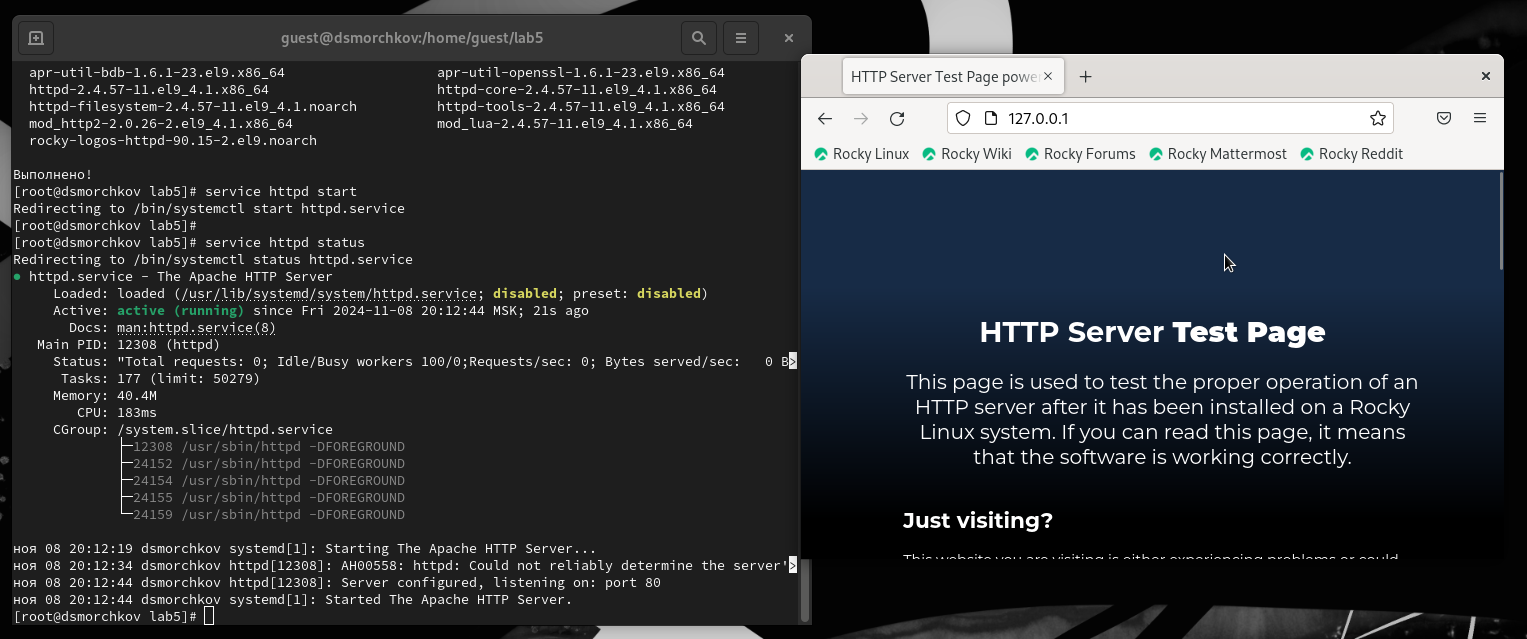 guest@dsmorchkov:/home/guest/lab5
apr-util-bdb-1.6.1-23.el9.x86_64 apr-util-openssl-1.6.1-23.el9.x86_64
httpd-2.4.57-11.el9_4.1.x86_64 httpd-core-2.4.57-11.el9_4.1.x86_64
httpd-filesystem-2.4.57-11.el9_4.1.noarch httpd-tools-2.4.57-11.el9_4.1.x86_64
mod_http2-2.0.26-2.el9_4.1.x86_64 mod_lua-2.4.57-11.el9_4.1.x86_64
rocky-logos-httpd-90.15-2.el9.noarch
Выполнено!
[root@dsmorchkov lab5]# service httpd start
Redirecting to /bin/systemctl start httpd.service
[root@dsmorchkov lab5]#
[root@dsmorchkov lab5]# service httpd status
Redirecting to /bin/systemctl status httpd.service
● httpd.service - The Apache HTTP Server
Loaded: loaded (/usr/lib/systemd/system/httpd.service; disabled; preset: disabled)
Active: active (running) since Fri 2024-11-08 20:12:44 MSK; 21s ago
Docs: man:httpd.service(8)
Main PID: 12308 (httpd)
Status: "Total requests: 0; Idle/Busy workers 100/0;Requests/sec: 0; Bytes served/sec:   0 B>
Tasks: 177 (limit: 50279)
Memory: 40.4M
CPU: 183ms
CGroup: /system.slice/httpd.service
├─12308 /usr/sbin/httpd -DFOREGROUND
├─24152 /usr/sbin/httpd -DFOREGROUND
├─24154 /usr/sbin/httpd -DFOREGROUND
├─24155 /usr/sbin/httpd -DFOREGROUND
└─24159 /usr/sbin/httpd -DFOREGROUND
ноя 08 20:12:19 dsmorchkov systemd[1]: Starting The Apache HTTP Server...
ноя 08 20:12:34 dsmorchkov httpd[12308]: AH00558: httpd: Could not reliably determine the server'>
ноя 08 20:12:44 dsmorchkov httpd[12308]: Server configured, listening on: port 80
ноя 08 20:12:44 dsmorchkov systemd[1]: Started The Apache HTTP Server.
[root@dsmorchkov lab5]#
HTTP Server Test Page powe
127.0.0.1
Rocky Linux Rocky Wiki Rocky Forums Rocky Mattermost Rocky Reddit
HTTP Server Test Page
This page is used to test the proper operation of an
HTTP server after it has been installed on a Rocky
Linux system. If you can read this page, it means
that the software is working correctly.
Just visiting?
This website you are visiting is either experiencing problems or could